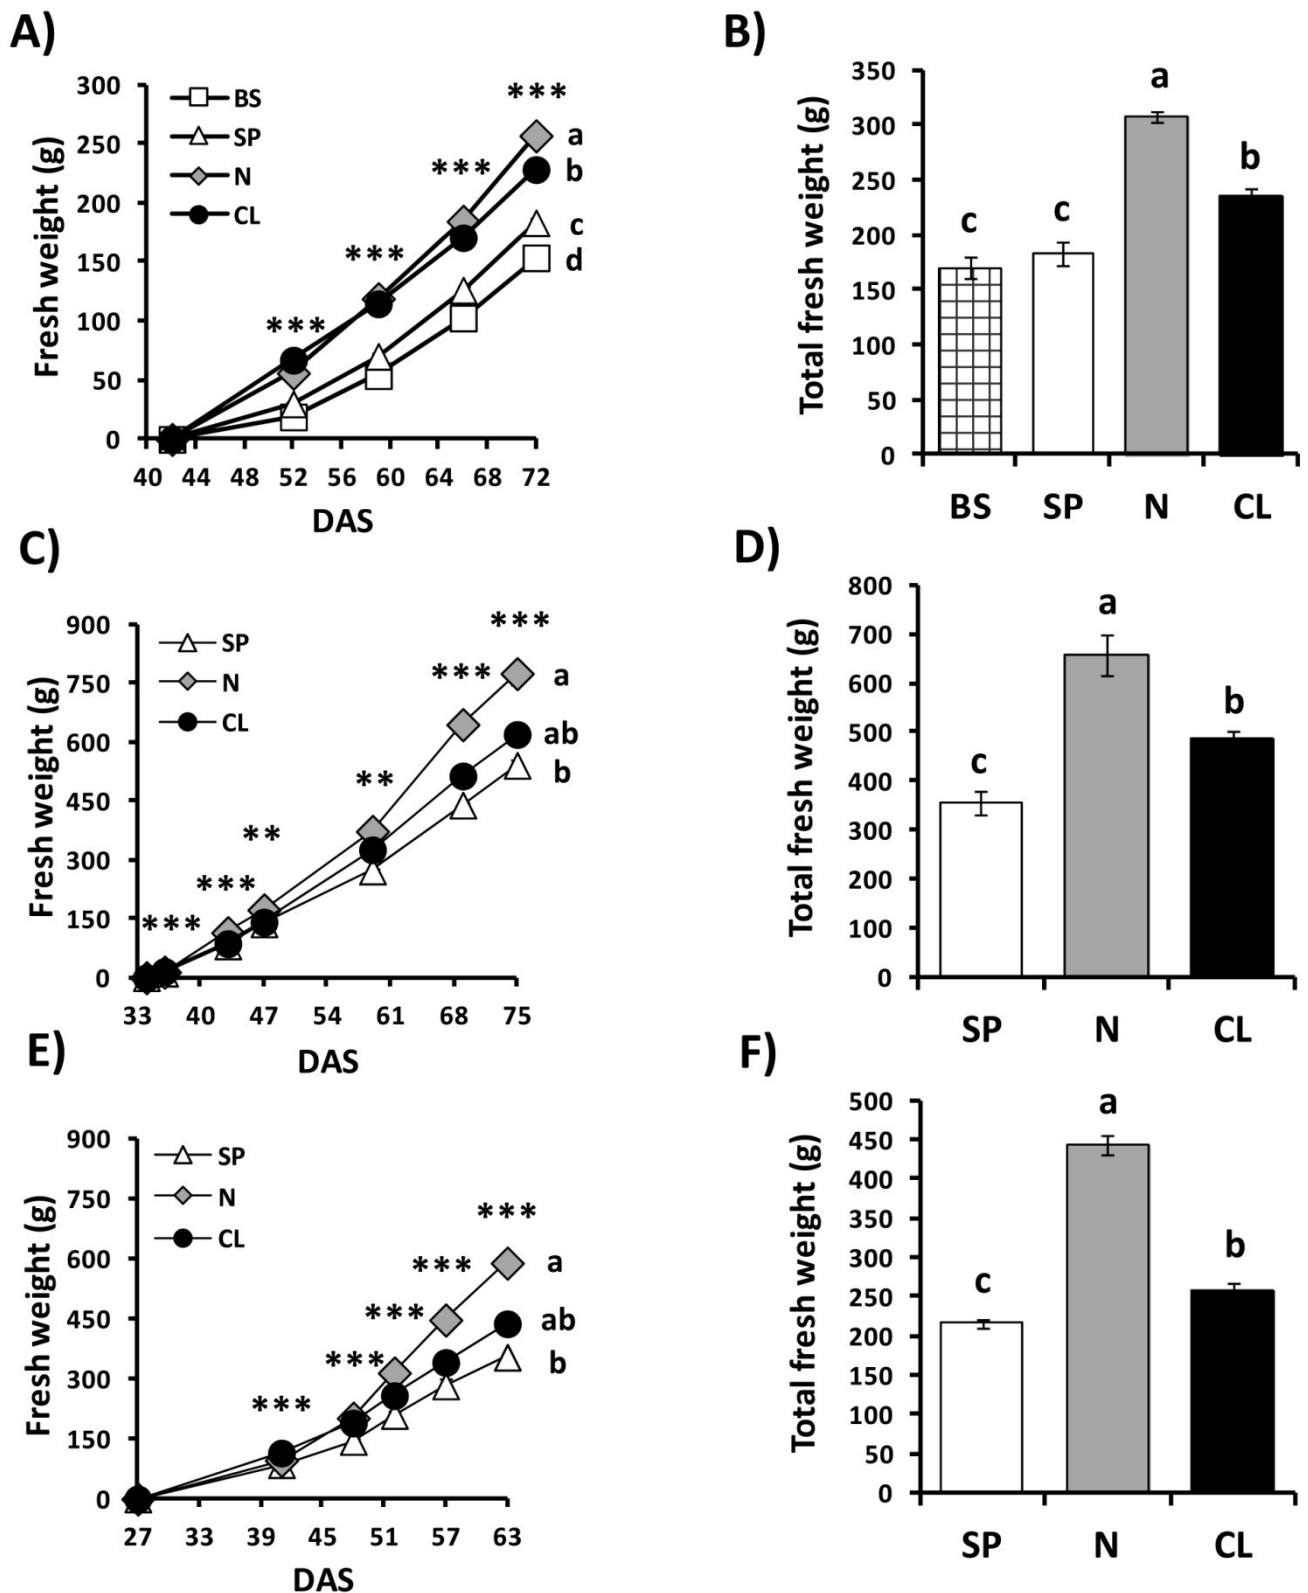 A)
Fresh weight (g)
300
250
200
150
100
50
0
BS
SP
N
CL
***
***
***
***
a
b
c
d
40 44 48 52 56 60 64 68 72
DAS
B)
Total fresh weight (g)
350
300
250
200
150
100
50
0
c
c
a
b
BS SP N CL
C)
Fresh weight (g)
900
750
600
450
300
150
0
SP
N
CL
***
***
**
**
***
***
a
ab
b
33 40 47 54 61 68 75
DAS
D)
Total fresh weight (g)
800
700
600
500
400
300
200
100
0
c
a
b
SP N CL
E)
Fresh weight (g)
900
750
600
450
300
150
0
SP
N
CL
***
***
***
***
***
a
ab
b
27 33 39 45 51 57 63
DAS
F)
Total fresh weight (g)
500
450
400
350
300
250
200
150
100
50
0
c
a
b
SP N CL